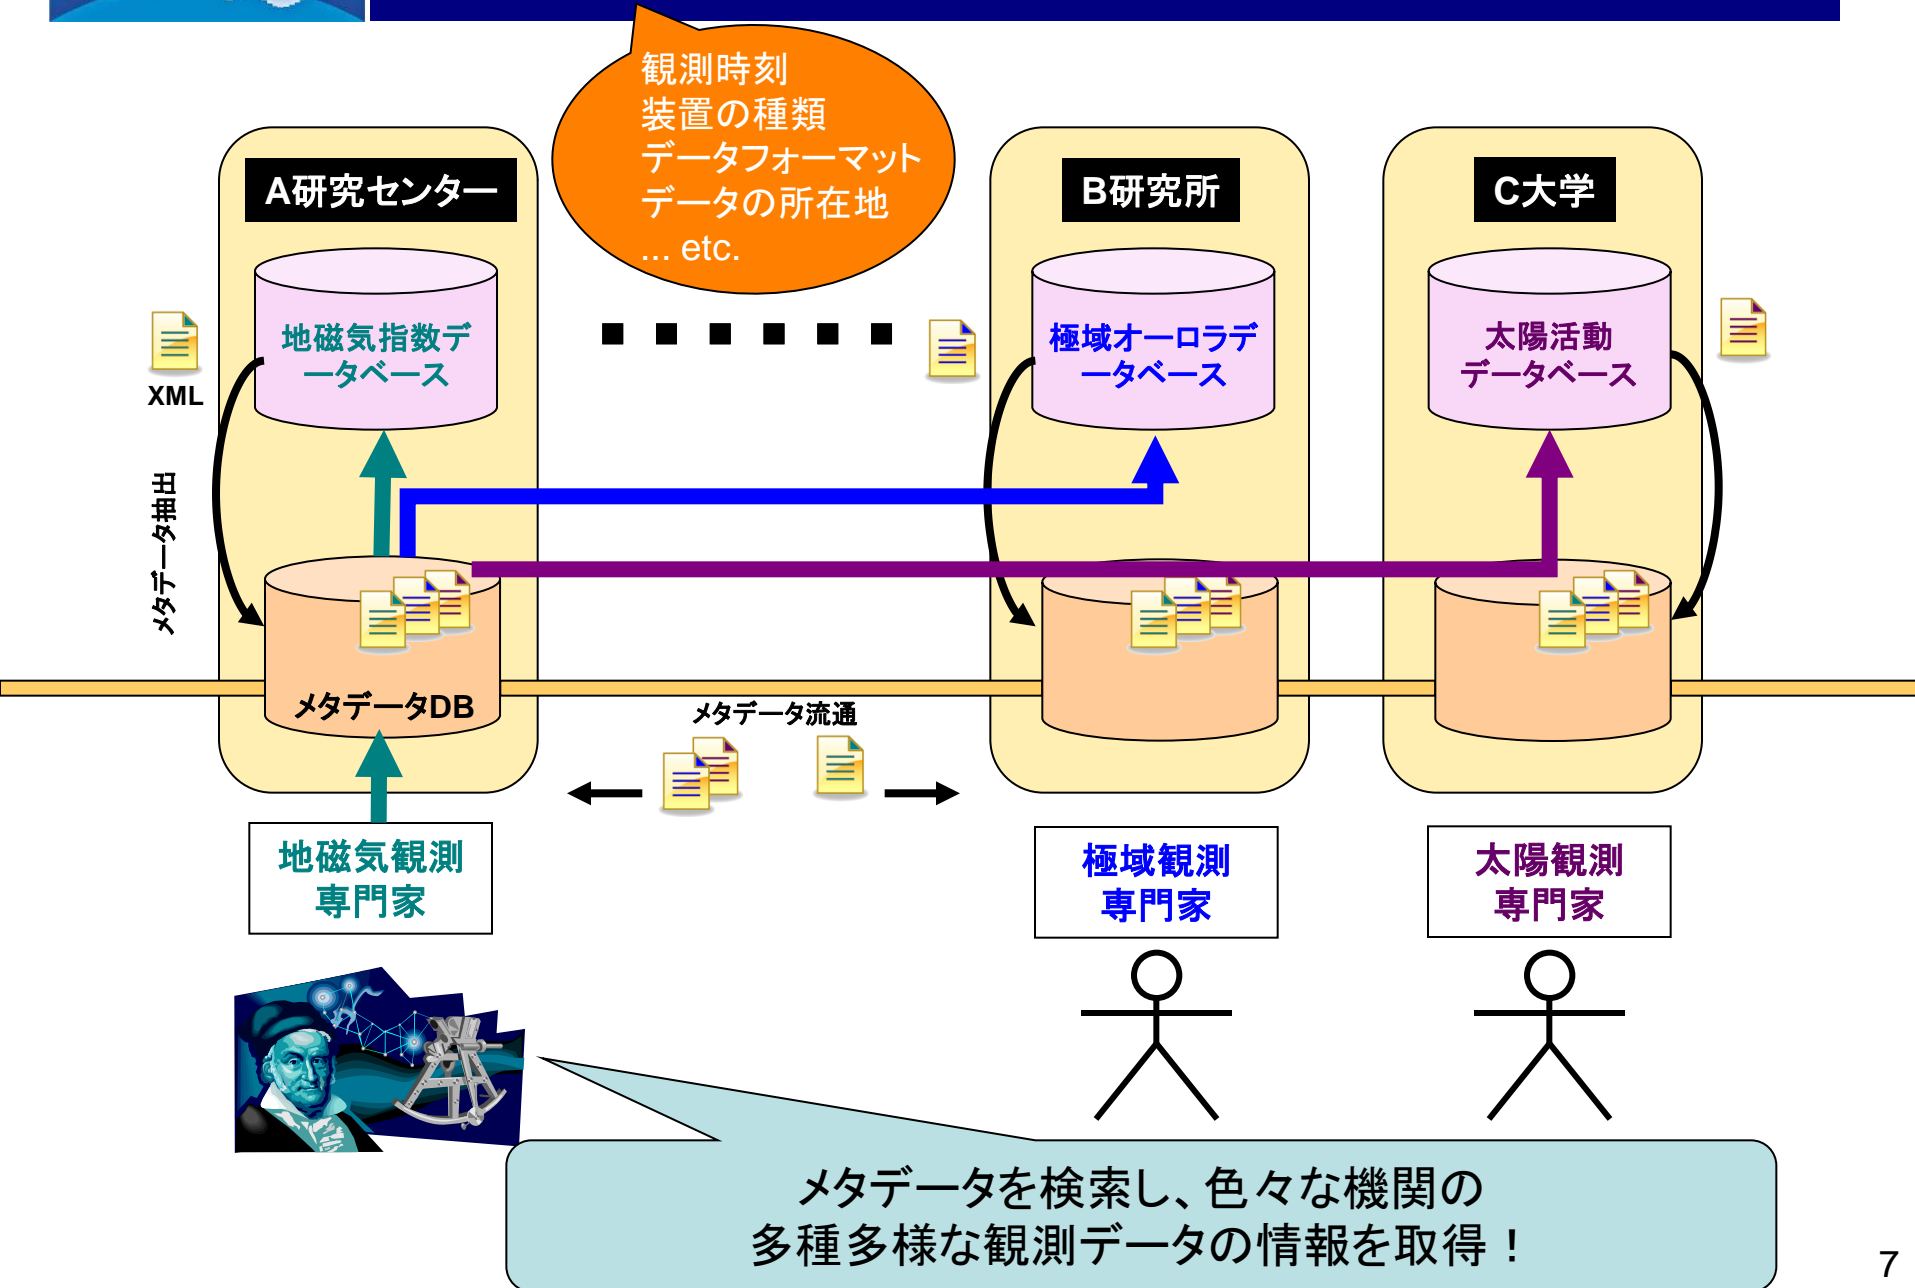 観測時刻
装置の種類
データフォーマット
データの所在地
... etc.
A研究センター
B研究所
C大学
地磁気指数デ
ータベース
極域オーロラデ
ータベース
太陽活動
データベース
XML
メタデータ抽出
メタデータDB
メタデータ流通
地磁気観測
専門家
極域観測
専門家
太陽観測
専門家
メタデータを検索し、色々な機関の
多種多様な観測データの情報を取得！
7